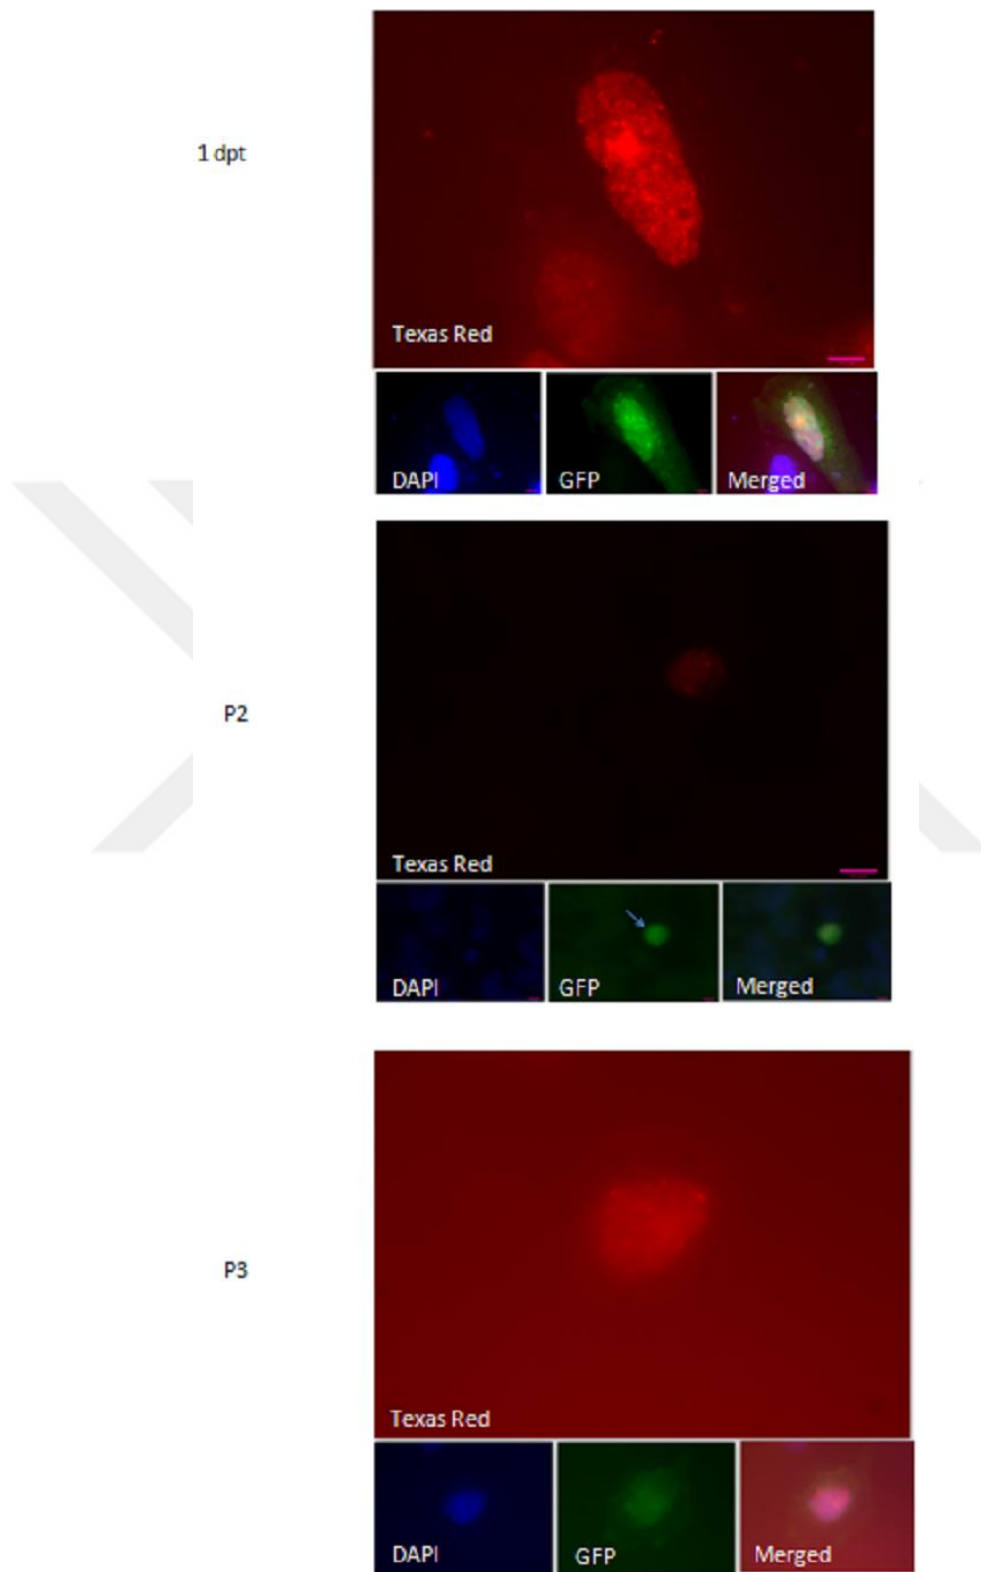 1 dpt
Texas Red
DAPI GFP Merged
P2
Texas Red
DAPI GFP Merged
P3
Texas Red
DAPI GFP Merged